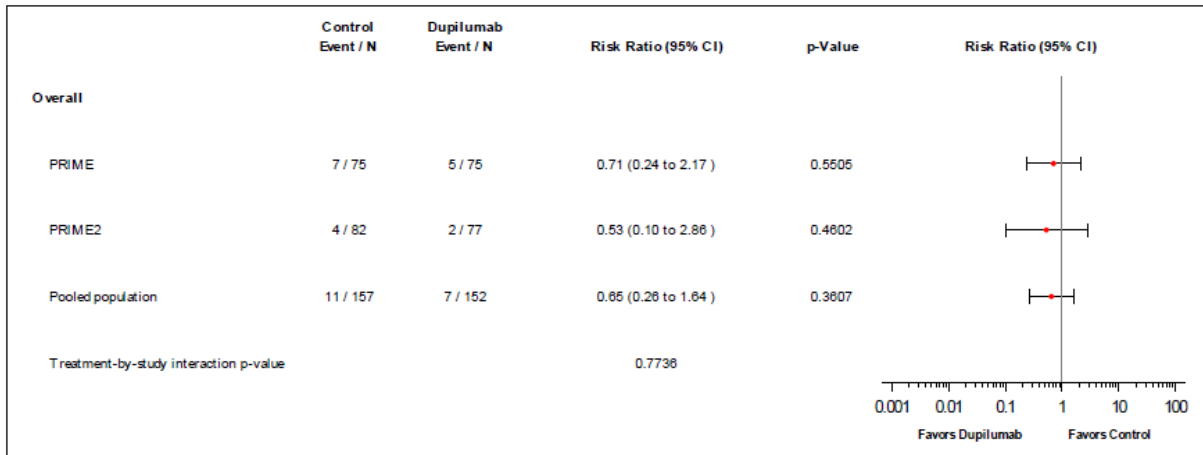 Control Dupilumab
Event / N Event / N Risk Ratio (95% CI) p-Value Risk Ratio (95% CI)
Overall
PRIME 7 / 75 5 / 75 0.71 (0.24 to 2.17 ) 0.5505
PRIME2 4 / 82 2 / 77 0.53 (0.10 to 2.86 ) 0.4602
Pooled population 11 / 157 7 / 152 0.65 (0.26 to 1.64 ) 0.3607
Treatment-by-study interaction p-value 0.7736
0.001 0.01 0.1 1 10 100
Favors Dupilumab Favors Control